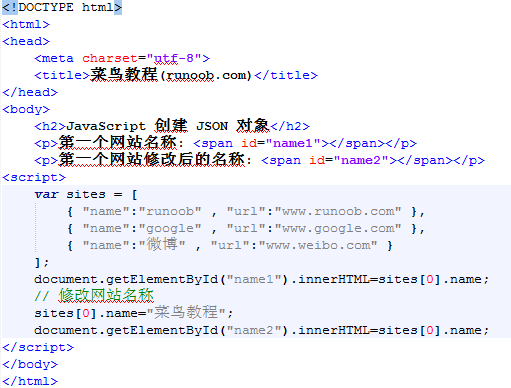 <!DOCTYPE html>
<html>
<head>
    <meta charset="utf-8">
    <title>菜鸟教程(runoob.com)</title>
</head>
<body>
    <h2>JavaScript 创建 JSON 对象</h2>
    <p>第一个网站名称: <span id="name1"></span></p>
    <p>第一个网站修改后的名称: <span id="name2"></span></p>
<script>
    var sites = [
        { "name":"runoob" , "url":"www.runoob.com" },
        { "name":"google" , "url":"www.google.com" },
        { "name":"微博" , "url":"www.weibo.com" }
    ];
    document.getElementById("name1").innerHTML=sites[0].name;
    // 修改网站名称
    sites[0].name="菜鸟教程";
    document.getElementById("name2").innerHTML=sites[0].name;
</script>
</body>
</html>